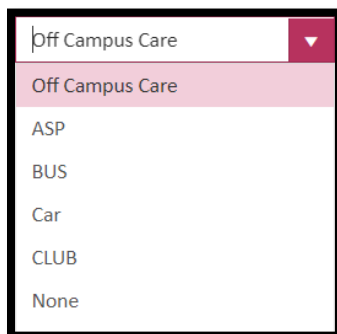 Off Campus Care
Off Campus Care
ASP
BUS
Car
CLUB
None